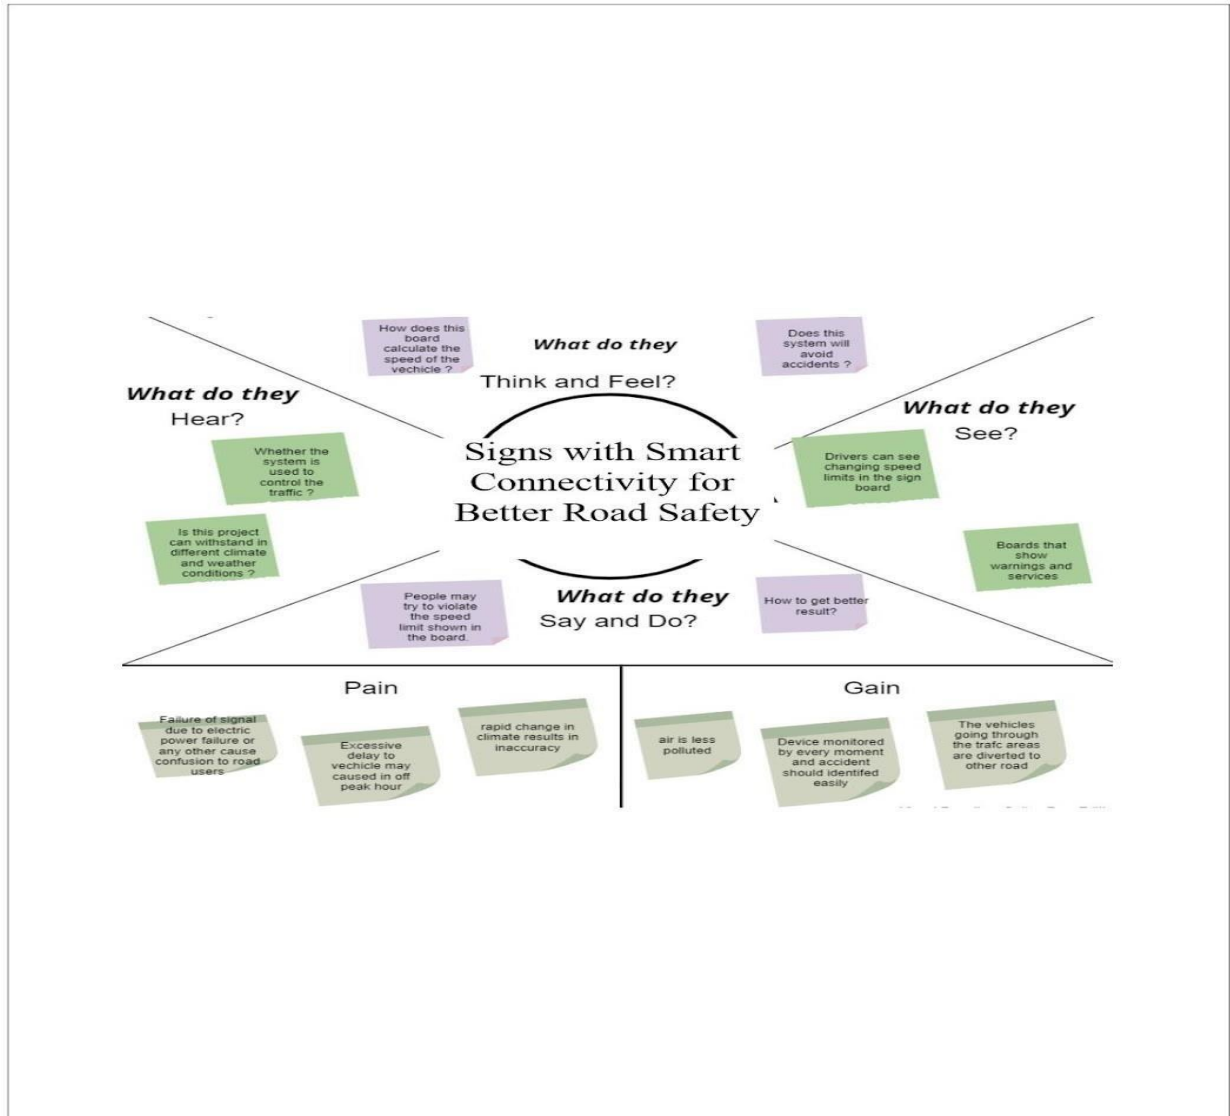 How does this
board
calculate the
speed of the
vechicle ?
What do they
Think and Feel?
Does this
system will
avoid
accidents ?
What do they
Hear?
Whether the
system is
used to
control the
traffic ?
Is this project
can withstand in
different climate
and weather
conditions ?
Signs with Smart
Connectivity for
Better Road Safety
What do they
See?
Drivers can see
changing speed
limits in the sign
board
Boards that
show
warnings and
services
People may
try to violate
the speed
limit shown in
the board.
What do they
Say and Do?
How to get better
result?
Pain
Failure of signal
due to electric
power failure or
any other cause
confusion to road
users
Excessive
delay to
vechicle may
caused in off
peak hour
rapid change in
climate results in
inaccuracy
Gain
air is less
polluted
Device monitored
by every moment
and accident
should identifed
easily
The vehicles
going through
the trafc areas
are diverted to
other road